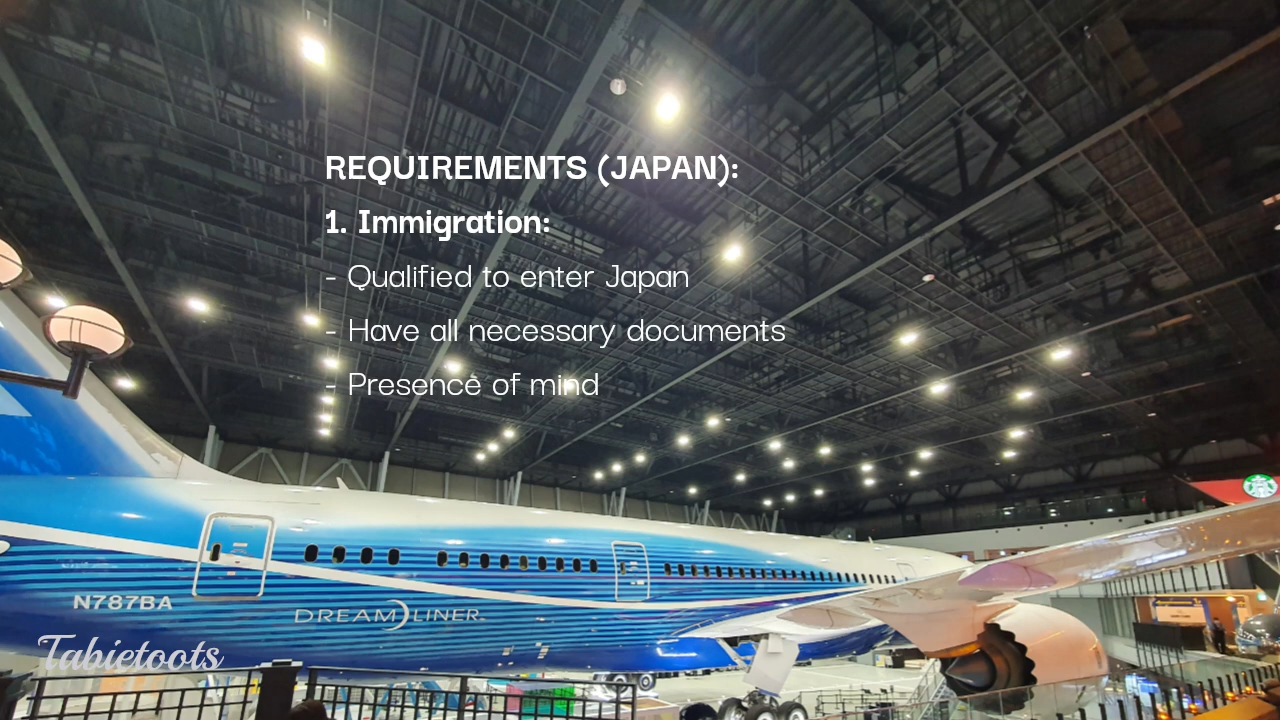 REQUIREMENTS (JAPAN):
1. Immigration:
- Qualified to enter Japan
- Have all necessary documents
- Presence of mind
N787BA
DREAMLINER
Tabietoots